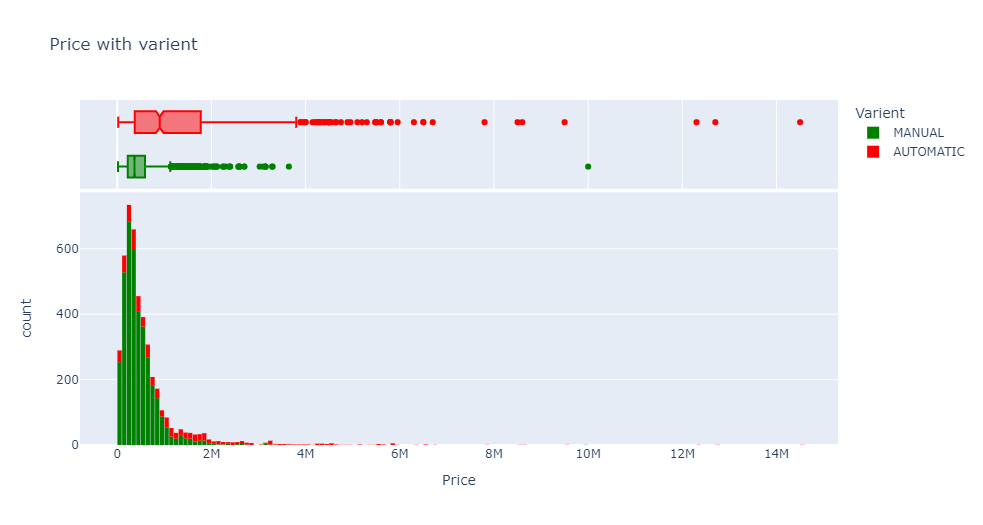 Price with varient
Varient
MANUAL
AUTOMATIC
600
400
200
0
count
0 2M 4M 6M 8M 10M 12M 14M
Price